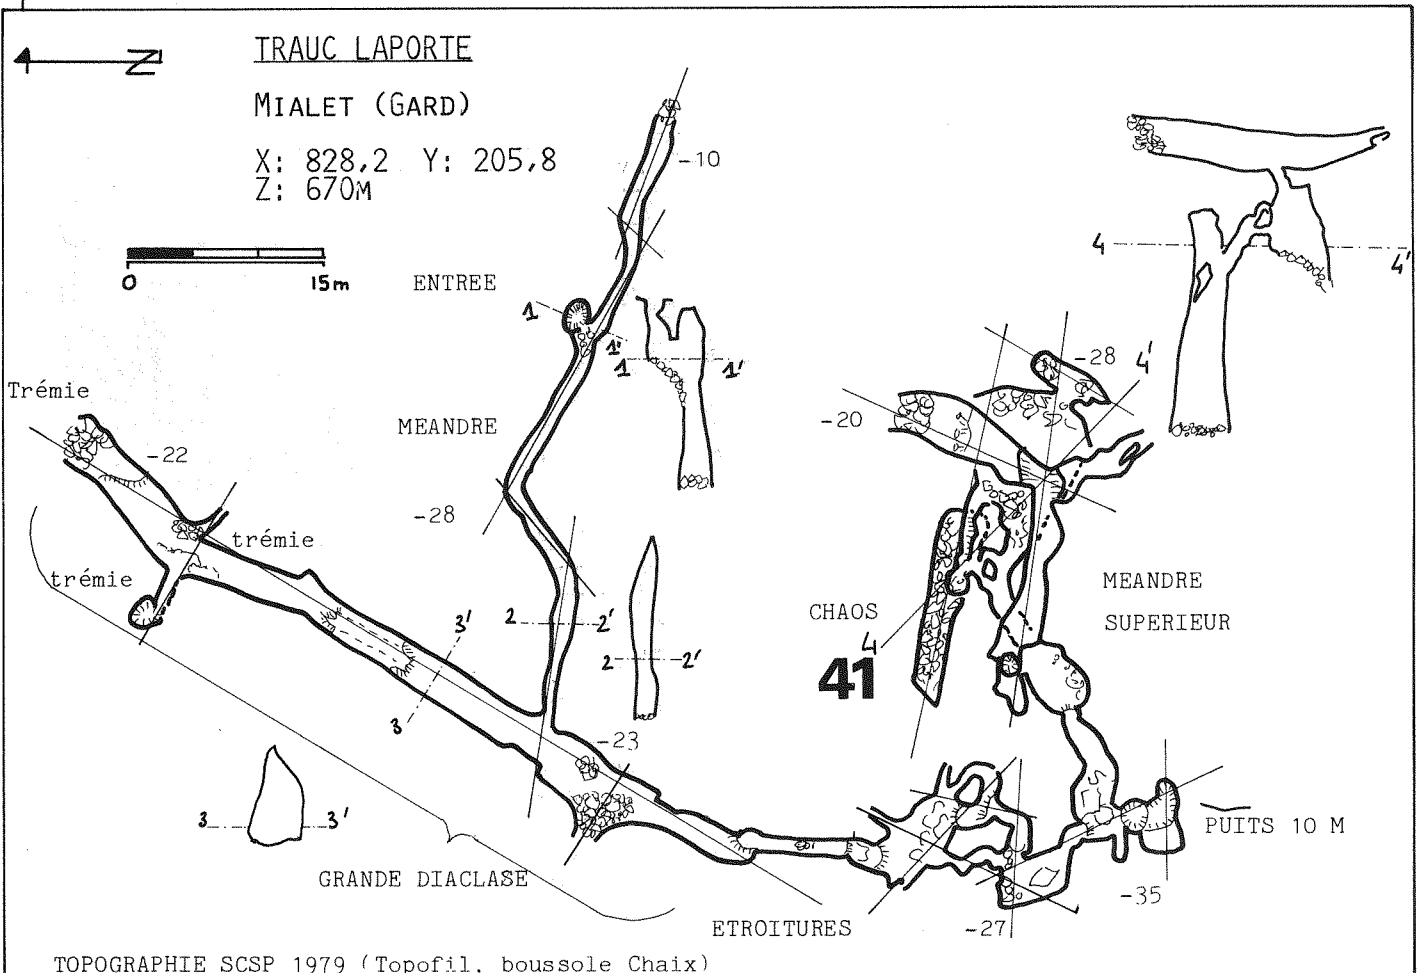 N
TRAUC LAPORTE
MIALET (GARD)
X: 828,2 Y: 205,8
Z: 670M
0 15m
-10
ENTREE
1 1'
1 1'
4 4'
-28
4'
Trémie
MEANDRE
-20
-22
-28
trémie
trémie
MEANDRE
SUPERIEUR
CHAOS
4
41
2 2'
2 2'
3'
3
-23
3 3'
PUITS 10 M
GRANDE DIACLASE
-35
ETROITURES
-27
TOPOGRAPHIE SCSP 1979 (Topofil, boussole Chaix)